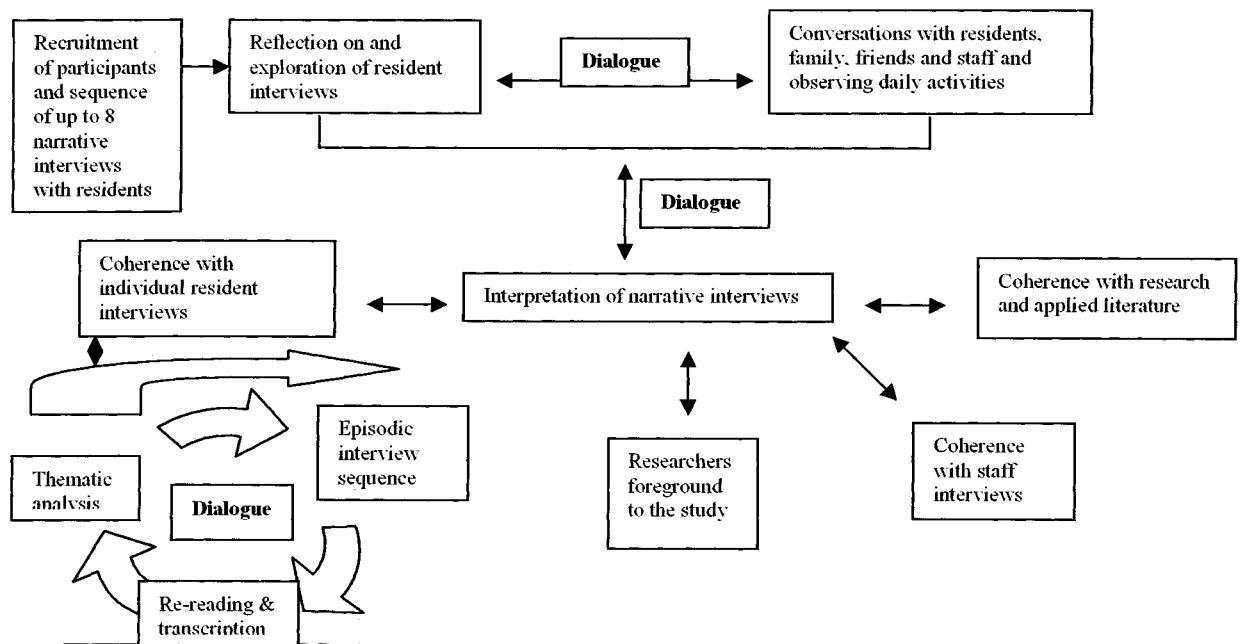 Recruitment
of participants
and sequence
of up to 8
narrative
interviews
with residents
Reflection on and
exploration of resident
interviews
Dialogue
Conversations with residents,
family, friends and staff and
observing daily activities
Dialogue
Coherence with
individual resident
interviews
Interpretation of narrative interviews
Coherence with research
and applied literature
Episodic
interview
sequence
Thematic
analysis
Dialogue
Re-reading &
transcription
Researchers
foreground
to the study
Coherence
with staff
interviews